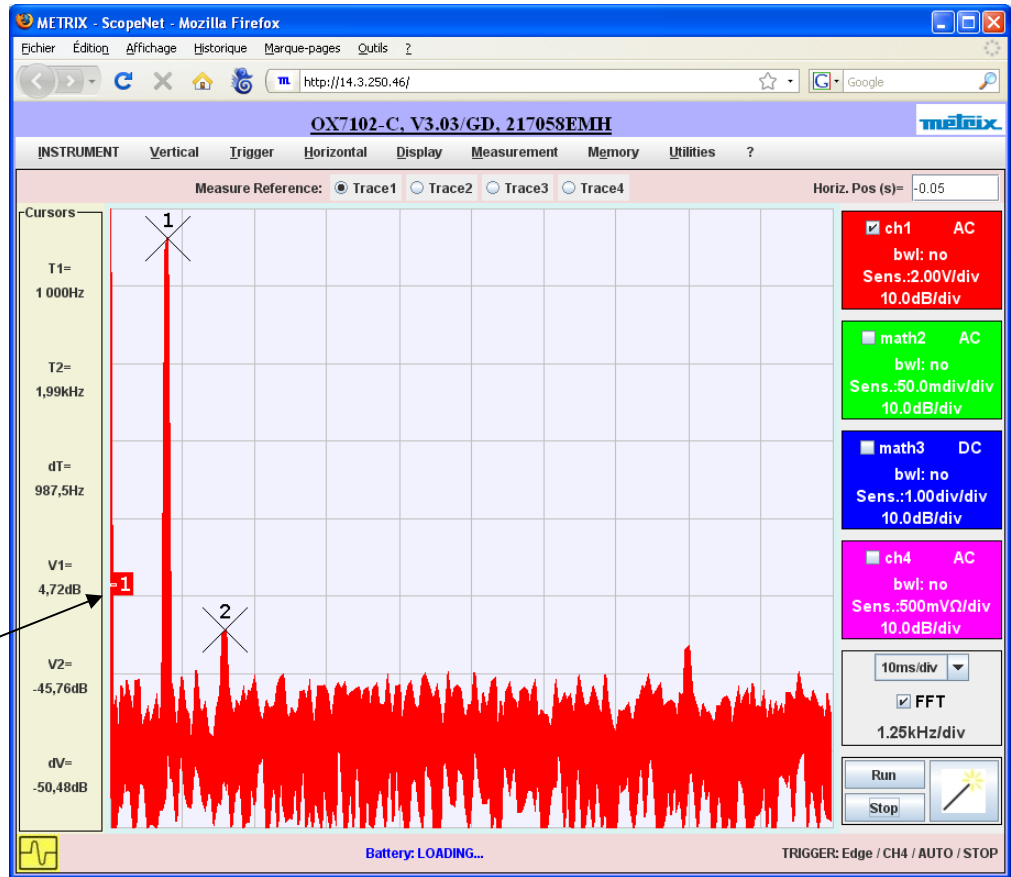 METRIX - ScopeNet - Mozilla Firefox
Fichier Édition Affichage Historique Marque-pages Outils ?
m http://14.3.250.46/ G Google
OX7102-C, V3.03/GD, 217058EMH metrix
INSTRUMENT Vertical Trigger Horizontal Display Measurement Memory Utilities ?
Measure Reference: Trace1 Trace2 Trace3 Trace4 Horiz. Pos (s)= -0.05
Cursors
T1=
1 000Hz
T2=
1,99kHz
dT=
987,5Hz
V1=
4,72dB
V2=
-45,76dB
dV=
-50,48dB
1
-1
2
ch1 AC
bwl: no
Sens.:2.00V/div
10.0dB/div
math2 AC
bwl: no
Sens.:50.0mdiv/div
10.0dB/div
math3 DC
bwl: no
Sens.:1.00div/div
10.0dB/div
ch4 AC
bwl: no
Sens.:500mVΩ/div
10.0dB/div
10ms/div
FFT
1.25kHz/div
Run
Stop
Battery: LOADING... TRIGGER: Edge / CH4 / AUTO / STOP